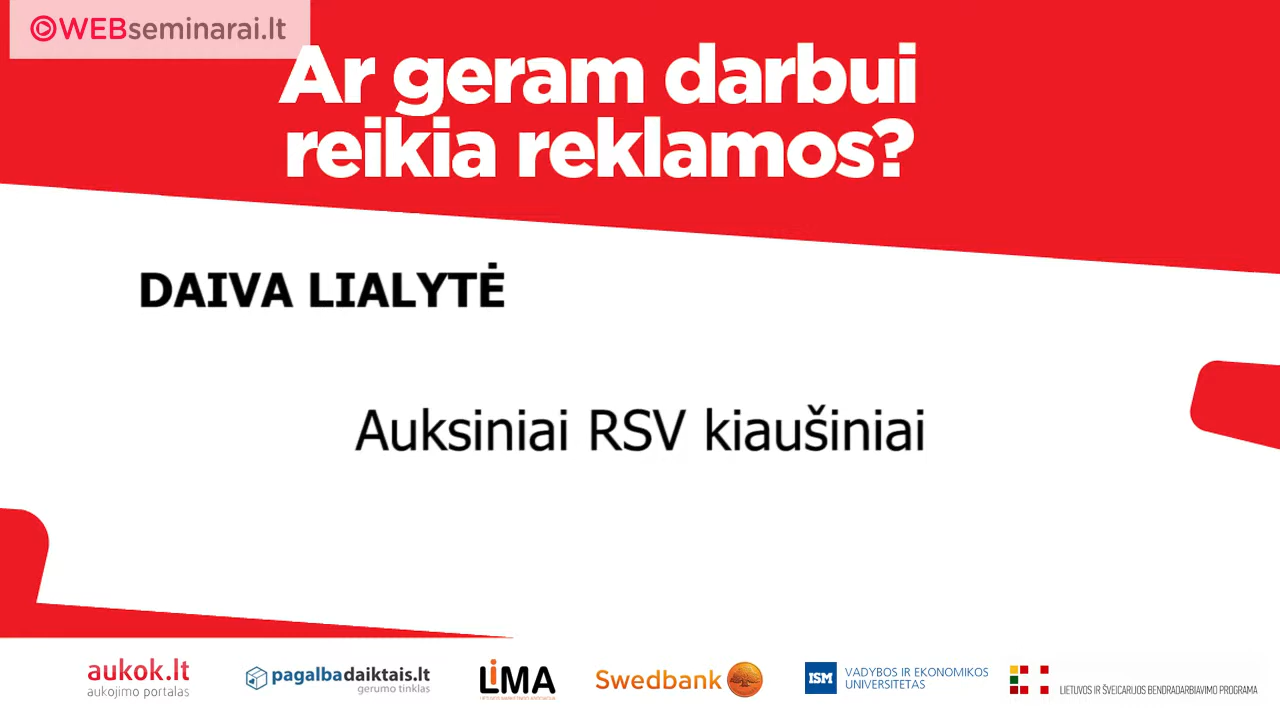 WEBseminarai.lt
Ar geram darbui
reikia reklamos?
DAIVA LIALYTĖ
Auksiniai RSV kiaušiniai
aukok.lt
aukojimo portalas
pagalbadaiktais.lt
gerumo tinklas
LiMA
Swedbank
ISM
VADYBOS IR EKONOMIKOS
UNIVERSITETAS
LIETUVOS IR ŠVEICARIJOS BENDRADARBIAVIMO PROGRAMA